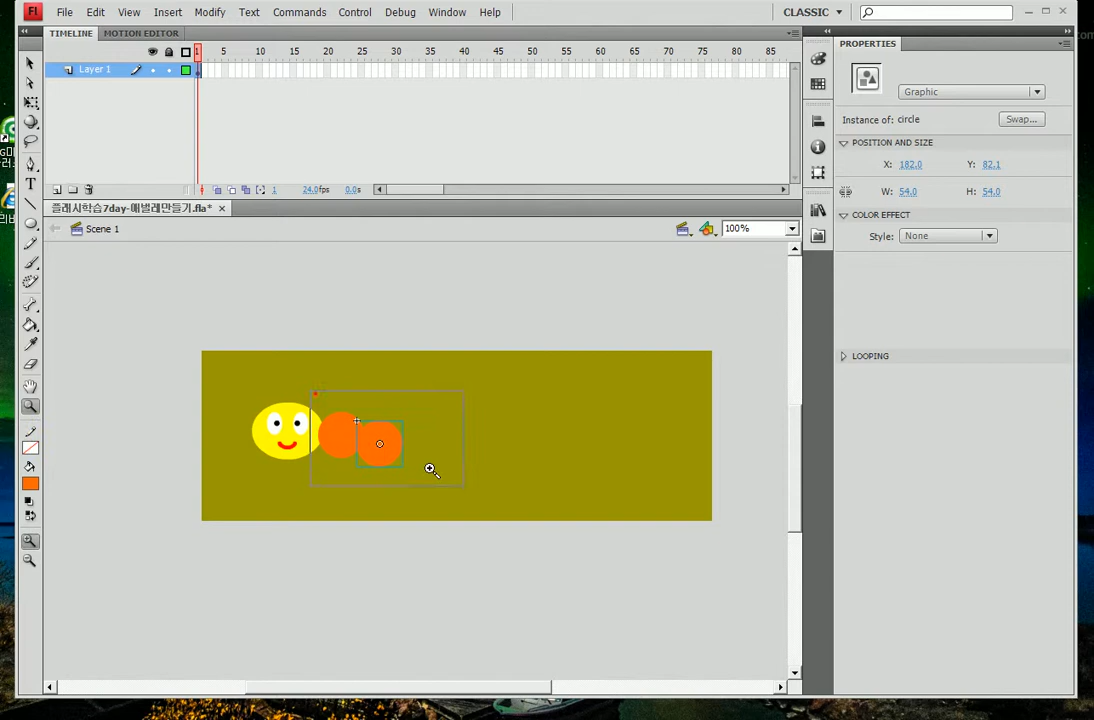 Fl File Edit View Insert Modify Text Commands Control Debug Window Help CLASSIC
TIMELINE MOTION EDITOR
PROPERTIES
1 5 10 15 20 25 30 35 40 45 50 55 60 65 70 75 80 85
Layer 1
Graphic
Instance of: circle Swap...
POSITION AND SIZE
X: 182.0 Y: 82.1
W: 54.0 H: 54.0
1 24.0fps 0.0s
COLOR EFFECT
플래시학습7day-애벌레만들기.fla* ×
Scene 1 100%
Style: None
LOOPING
T